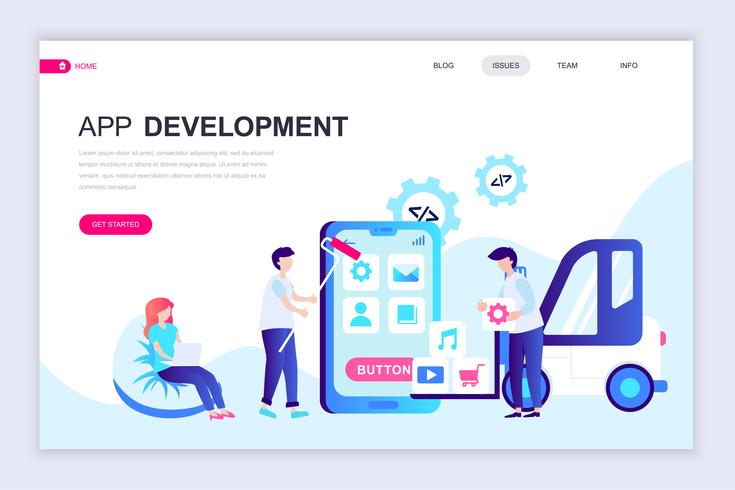 HOME
BLOG
ISSUES
TEAM
INFO
APP DEVELOPMENT
Lorem ipsum dolor sit amet, consectetur adipiscing elit, sed do eiusmod
tempor incididunt ut labore et dolore magna aliqua. Ut enim ad minim
veniam, quis nostrud exercitation ullamco laboris nisi ut aliquip ex ea
commodo consequat.
GET STARTED
</>
</>
BUTTON